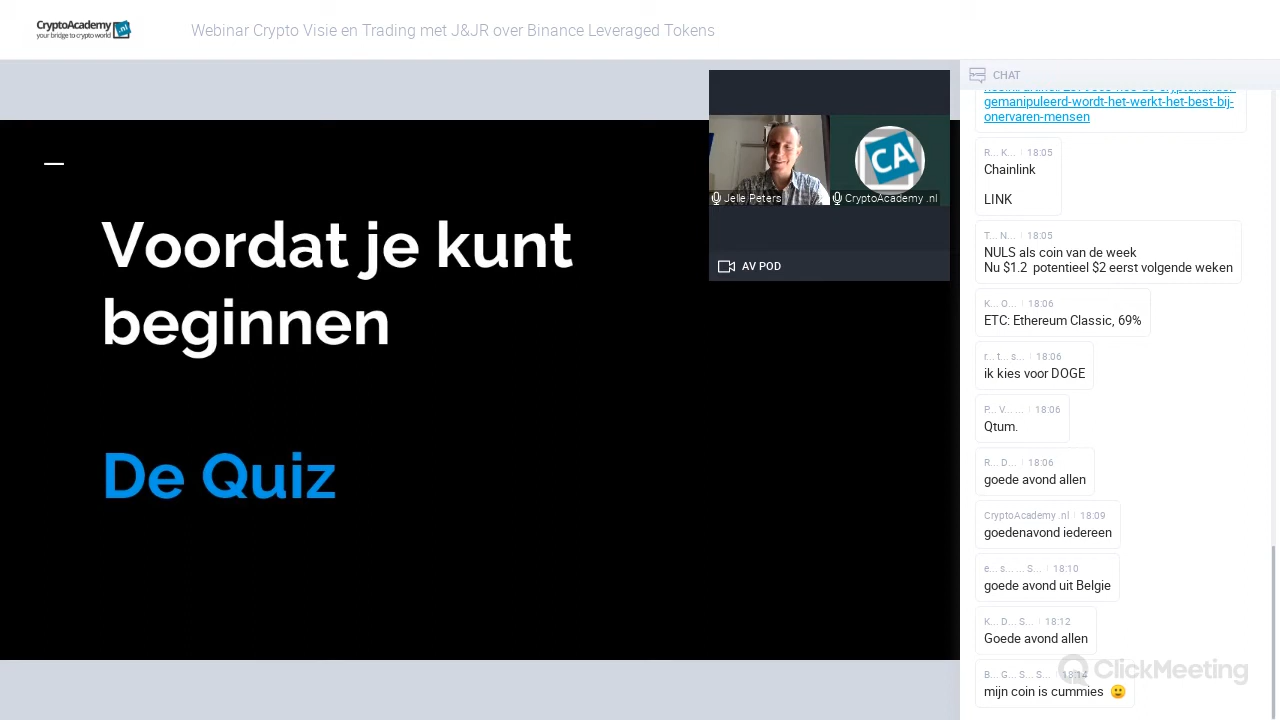 CryptoAcademy .nl
your bridge to crypto world
Webinar Crypto Visie en Trading met J&JR over Binance Leveraged Tokens
CHAT
gemanipuleerd-wordt-het-werkt-het-best-bij-
onervaren-mensen
R... K... 18:05
Chainlink
LINK
T... N... 18:05
NULS als coin van de week
Nu $1.2 potentieel $2 eerst volgende weken
K... O... 18:06
ETC: Ethereum Classic, 69%
r... t... s... 18:06
ik kies voor DOGE
P... V... ... 18:06
Qtum.
R... D... 18:06
goede avond allen
CryptoAcademy .nl 18:09
goedenavond iedereen
e... s... ... S... 18:10
goede avond uit Belgie
K... D... S... 18:12
Goede avond allen
B... G... S... S... 18:14
mijn coin is cummies 🙂
ClickMeeting
CA
Jelle Peters
CryptoAcademy .nl
AV POD
Voordat je kunt
beginnen
De Quiz